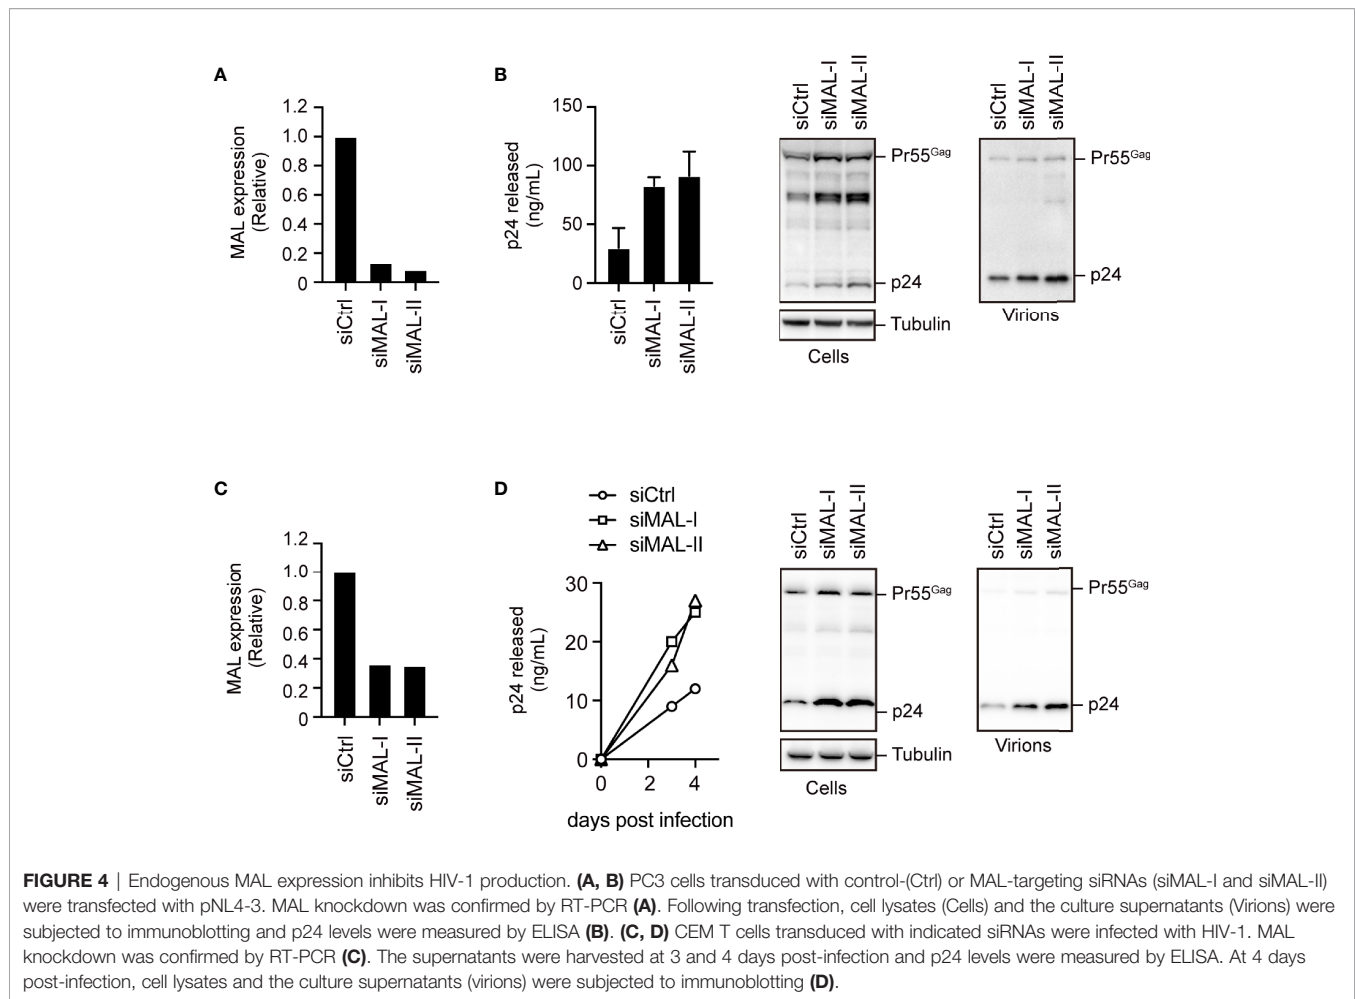 A
MAL expression
(Relative)
1.2
1.0
0.8
0.6
0.4
0.2
0
siCtrl
siMAL-I
siMAL-II
B
p24 released
(ng/mL)
150
100
50
0
siCtrl
siMAL-I
siMAL-II
siCtrl
siMAL-I
siMAL-II
Pr55Gag
p24
Tubulin
Cells
siCtrl
siMAL-I
siMAL-II
Pr55Gag
p24
Virions
C
MAL expression
(Relative)
1.2
1.0
0.8
0.6
0.4
0.2
0
siCtrl
siMAL-I
siMAL-II
D
siCtrl
siMAL-I
siMAL-II
p24 released
(ng/mL)
30
20
10
0
0 2 4
days post infection
siCtrl
siMAL-I
siMAL-II
Pr55Gag
p24
Tubulin
Cells
siCtrl
siMAL-I
siMAL-II
Pr55Gag
p24
Virions
FIGURE 4 | Endogenous MAL expression inhibits HIV-1 production. (A, B) PC3 cells transduced with control-(Ctrl) or MAL-targeting siRNAs (siMAL-I and siMAL-II)
were transfected with pNL4-3. MAL knockdown was confirmed by RT-PCR (A). Following transfection, cell lysates (Cells) and the culture supernatants (Virions) were
subjected to immunoblotting and p24 levels were measured by ELISA (B). (C, D) CEM T cells transduced with indicated siRNAs were infected with HIV-1. MAL
knockdown was confirmed by RT-PCR (C). The supernatants were harvested at 3 and 4 days post-infection and p24 levels were measured by ELISA. At 4 days
post-infection, cell lysates and the culture supernatants (virions) were subjected to immunoblotting (D).